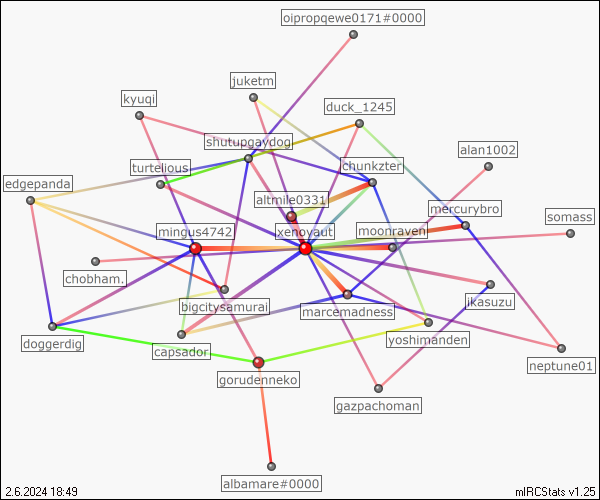 oipropqewe0171#0000
juketm
kyuqi
duck_1245
shutupgaydog
alan1002
chunkzter
turtelious
edgepanda
altmile0331
mercurybro
somass
mingus4742
xenoyaut
moonraven
chobham.
jkasuzu
bigcitysamurai
marcemadness
doggerdig
capsador
yoshimanden
neptune01
gorudenneko
gazpachoman
albamare#0000
2.6.2024 18:49
mIRCStats v1.25